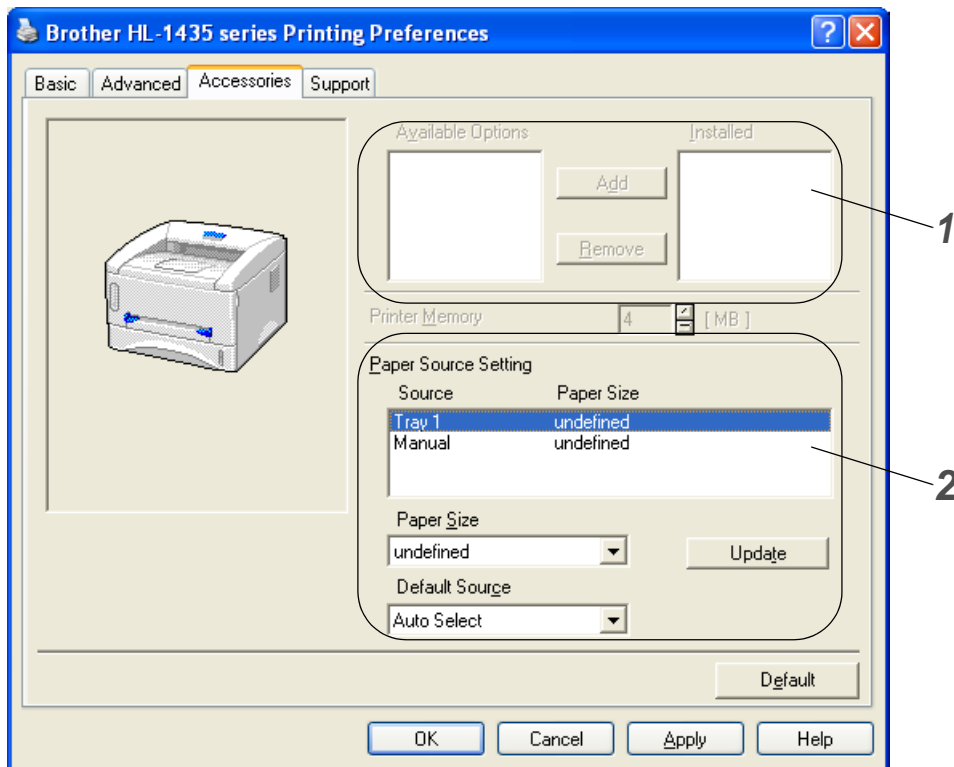 Brother HL-1435 series Printing Preferences
Basic Advanced Accessories Support
Available Options Installed
Add
Remove
1
Printer Memory 4 [ MB ]
Paper Source Setting
Source Paper Size
Tray 1 undefined
Manual undefined
2
Paper Size
undefined Update
Default Source
Auto Select
Default
OK Cancel Apply Help